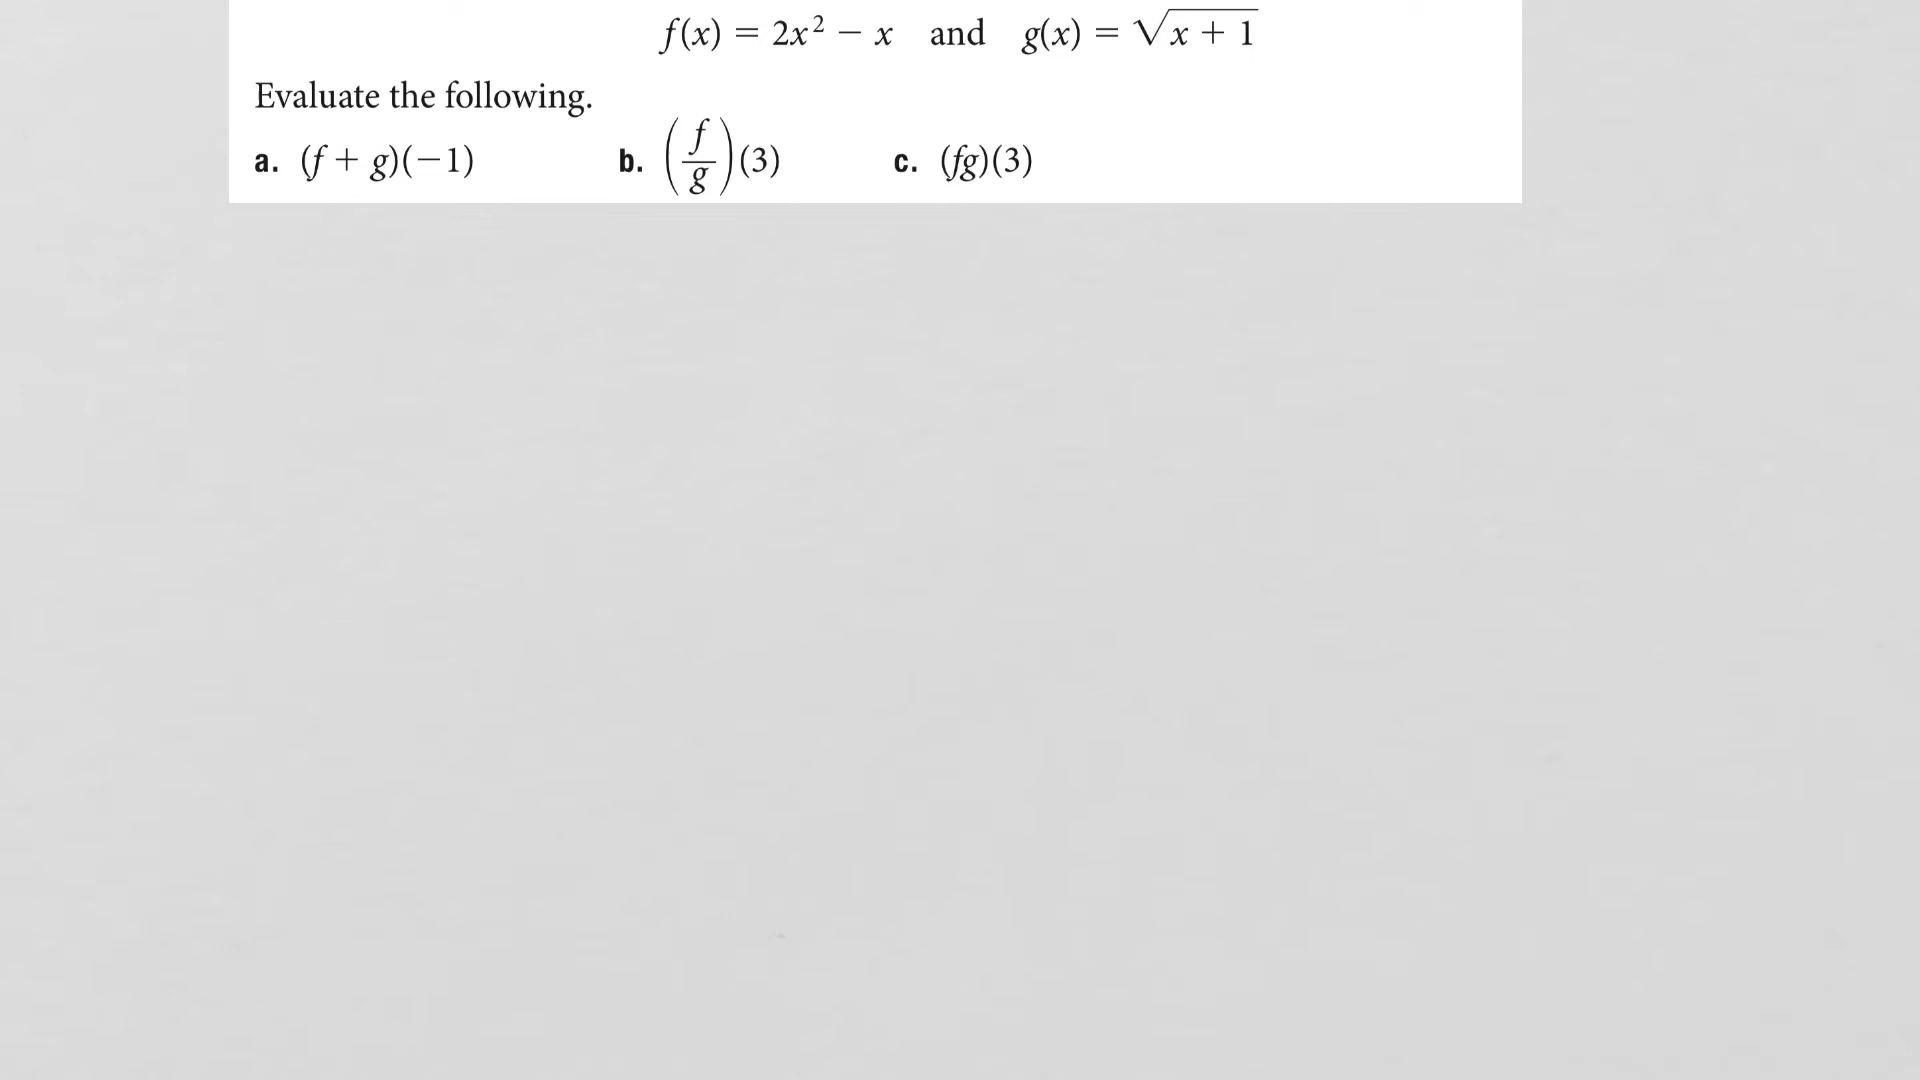 f(x) = 2x² − x and g(x) = √(x + 1)
Evaluate the following.
a. (f + g)(−1) b. (f/g)(3) c. (fg)(3)